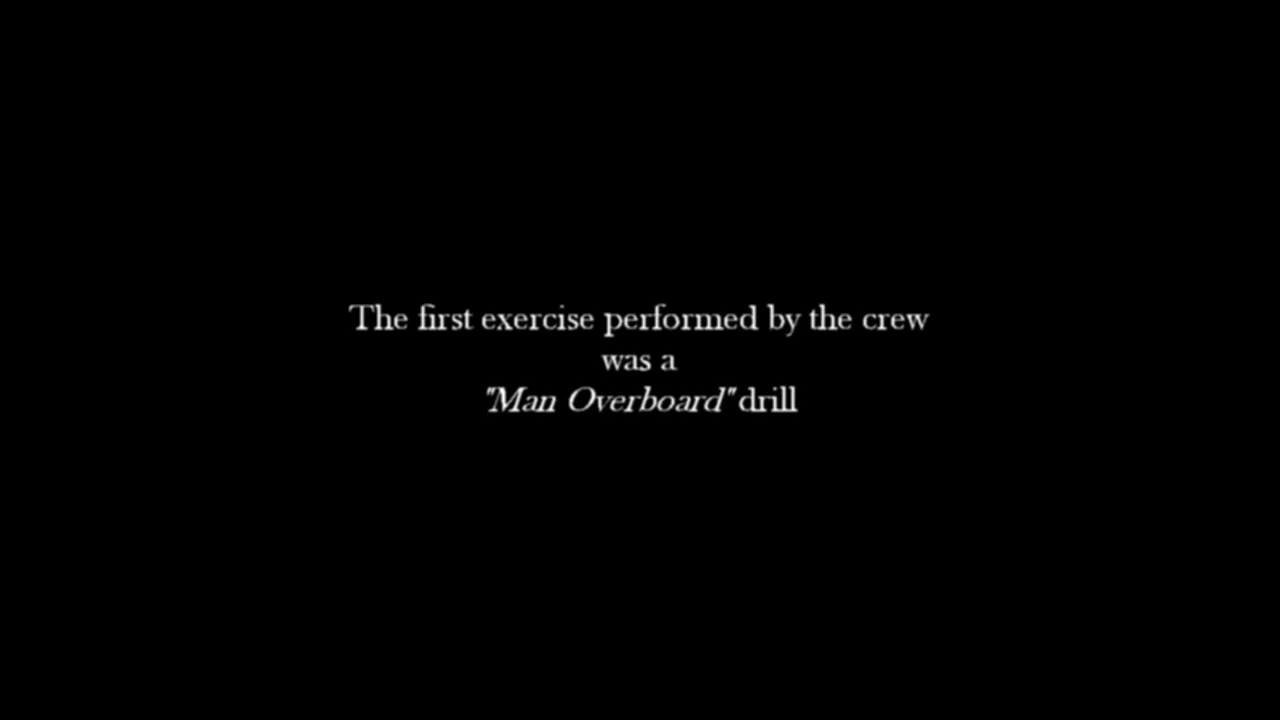 The first exercise performed by the crew
was a
"Man Overboard" drill